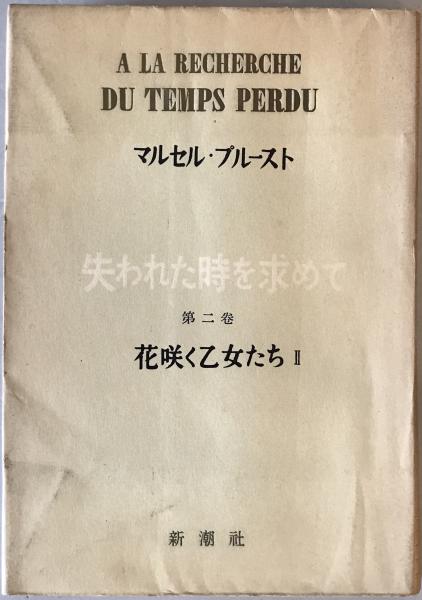 A LA RECHERCHE
DU TEMPS PERDU
マルセル・プルースト
失われた時を求めて
第二巻
花咲く乙女たち Ⅱ
新潮社